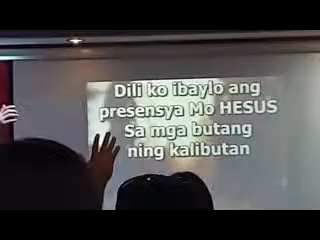 Dili ko ibaylo ang
presensya Mo HESUS
Sa mga butang
ning kalibutan